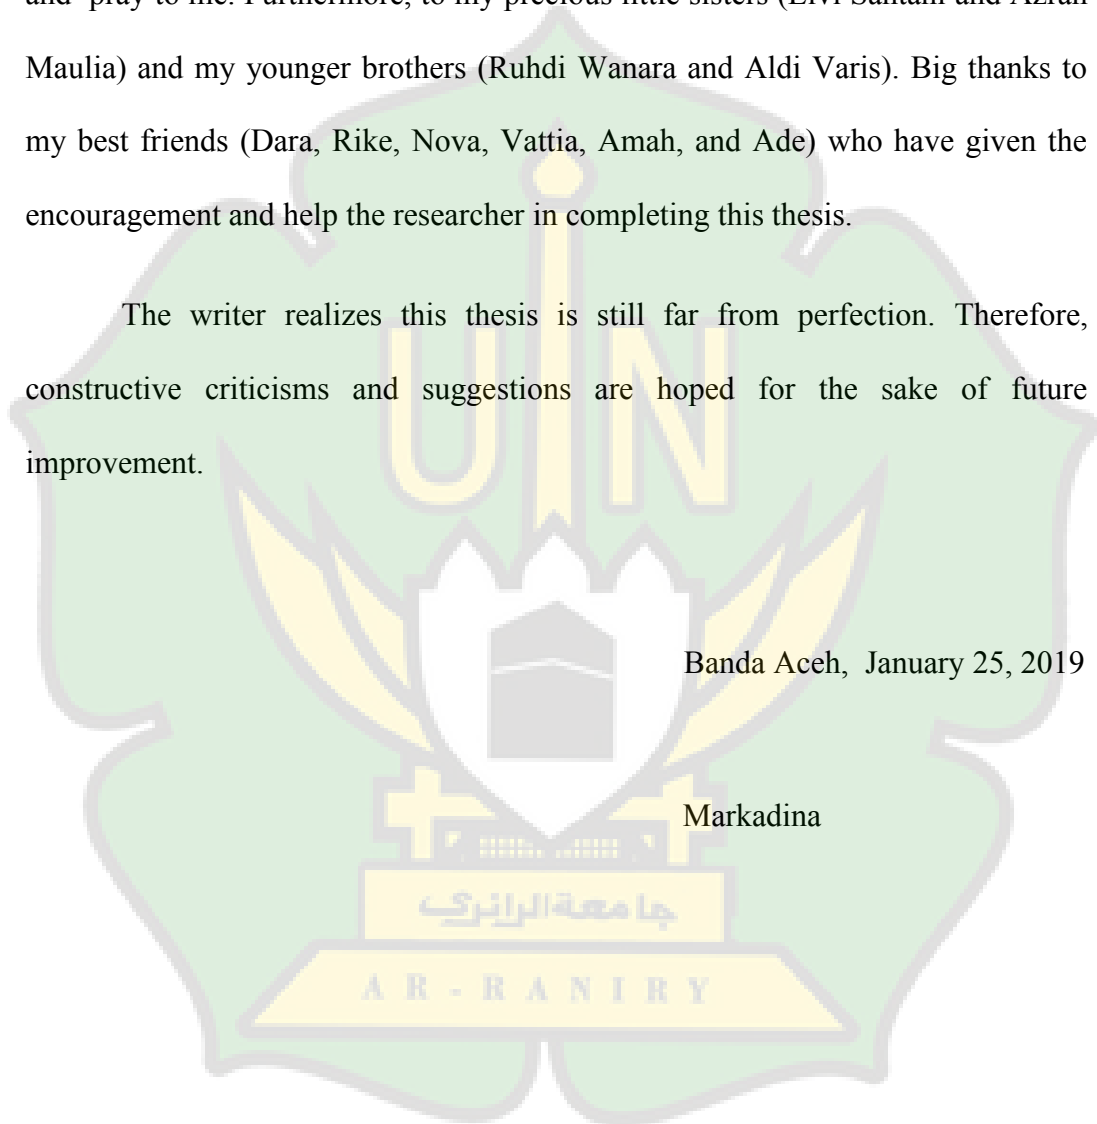 and pray to me. Furthermore, to my precious little sisters (Elvi Santani and Azrah
Maulia) and my younger brothers (Ruhdi Wanara and Aldi Varis). Big thanks to
my best friends (Dara, Rike, Nova, Vattia, Amah, and Ade) who have given the
encouragement and help the researcher in completing this thesis.
The writer realizes this thesis is still far from perfection. Therefore,
constructive criticisms and suggestions are hoped for the sake of future
improvement.
UIN
Banda Aceh, January 25, 2019
Markadina
جامعة الرانري
AR-RANIRY